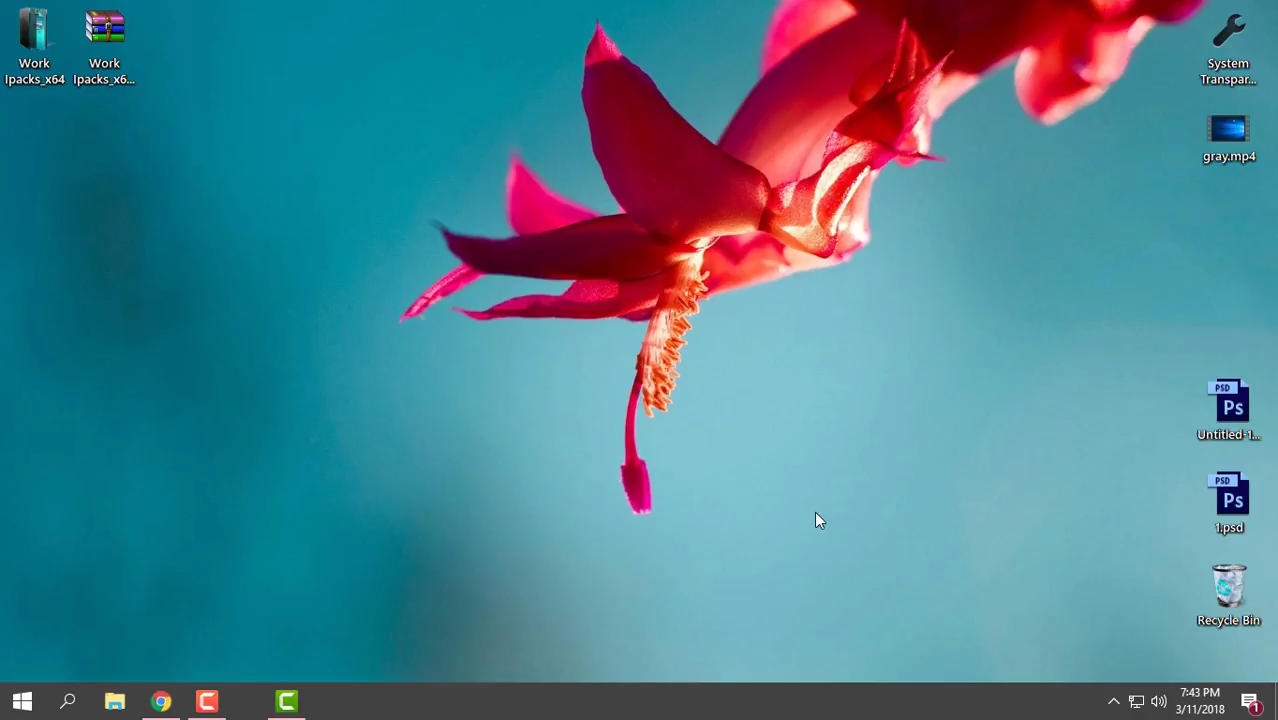 Work
Ipacks_x64
Work
Ipacks_x6...
System
Transpar...
gray.mp4
PSD
Ps
Untitled-1...
PSD
Ps
1.psd
Recycle Bin
7:43 PM
3/11/2018
1